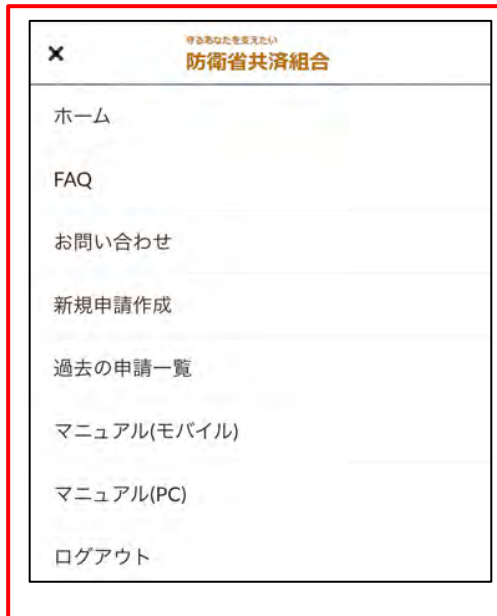 守るあなたを支えたい
× 防衛省共済組合
ホーム
FAQ
お問い合わせ
新規申請作成
過去の申請一覧
マニュアル(モバイル)
マニュアル(PC)
ログアウト